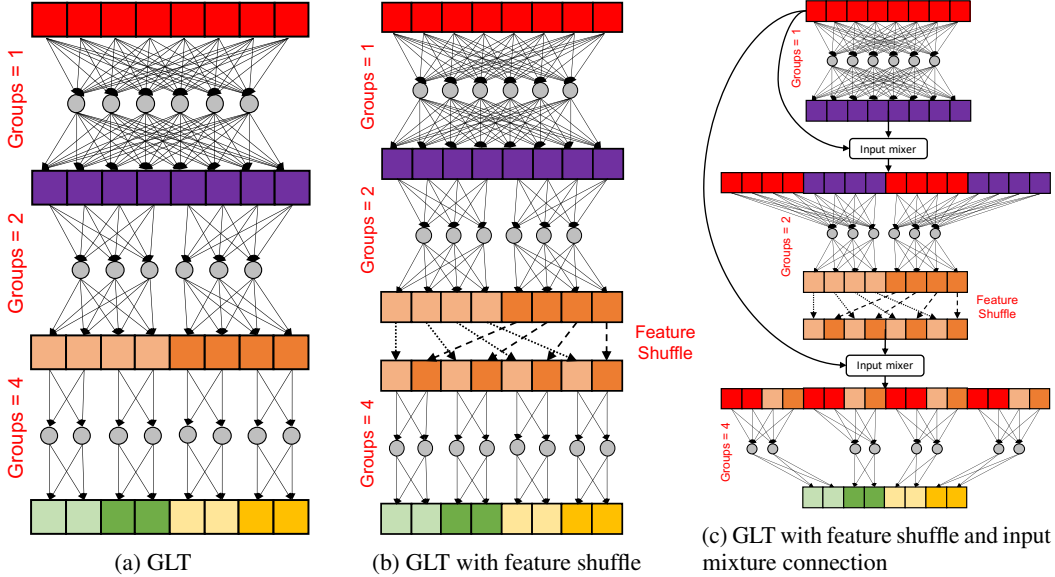 Groups = 1
Groups = 2
Groups = 4
(a) GLT
Groups = 1
Groups = 2
Feature
Shuffle
Groups = 4
(b) GLT with feature shuffle
Groups = 1
Input mixer
Groups = 2
Feature
Shuffle
Input mixer
Groups = 4
(c) GLT with feature shuffle and input
mixture connection